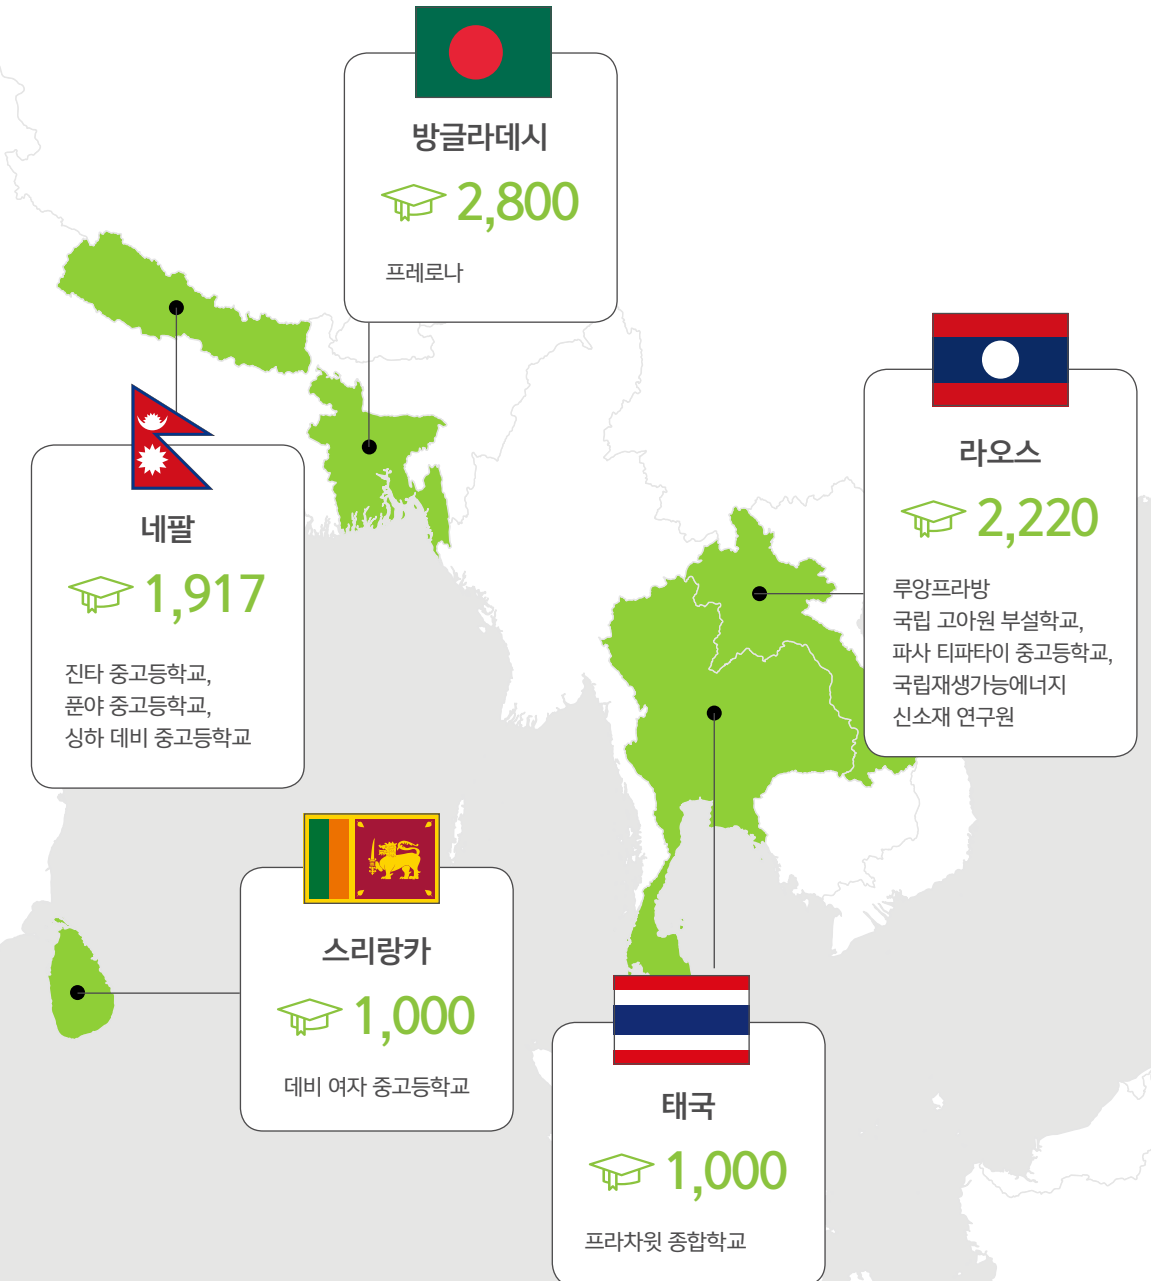 방글라데시
2,800
프레로나
네팔
1,917
진타 중고등학교,
푼야 중고등학교,
싱하 데비 중고등학교
라오스
2,220
루앙프라방
국립 고아원 부설학교,
파사 티파타이 중고등학교,
국립재생가능에너지
신소재 연구원
스리랑카
1,000
데비 여자 중고등학교
태국
1,000
프라차윗 종합학교